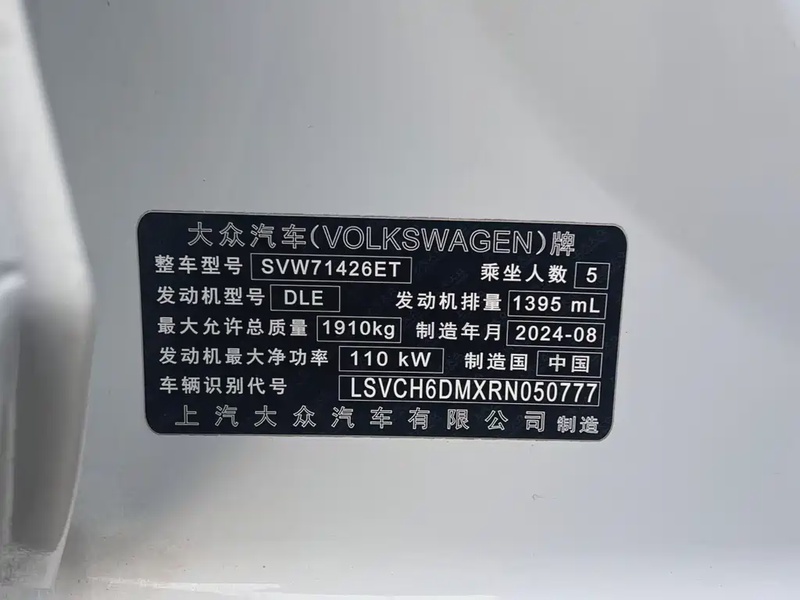 大众汽车(VOLKSWAGEN)牌
整车型号 SVW71426ET 乘坐人数 5
发动机型号 DLE 发动机排量 1395 mL
最大允许总质量 1910kg 制造年月 2024-08
发动机最大净功率 110 kW 制造国 中国
车辆识别代号 LSVCH6DMXRN050777
上汽大众汽车有限公司 制造